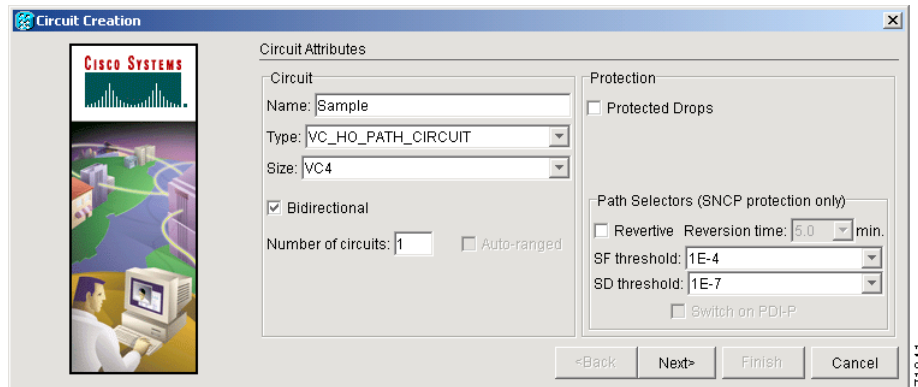 Circuit Creation
CISCO SYSTEMS
Circuit Attributes
Circuit
Name: Sample
Type: VC_HO_PATH_CIRCUIT
Size: VC4
Bidirectional
Number of circuits: 1 Auto-ranged
Protection
Protected Drops
Path Selectors (SNCP protection only)
Revertive Reversion time: 5.0 min.
SF threshold: 1E-4
SD threshold: 1E-7
Switch on PDI-P
<Back Next> Finish Cancel